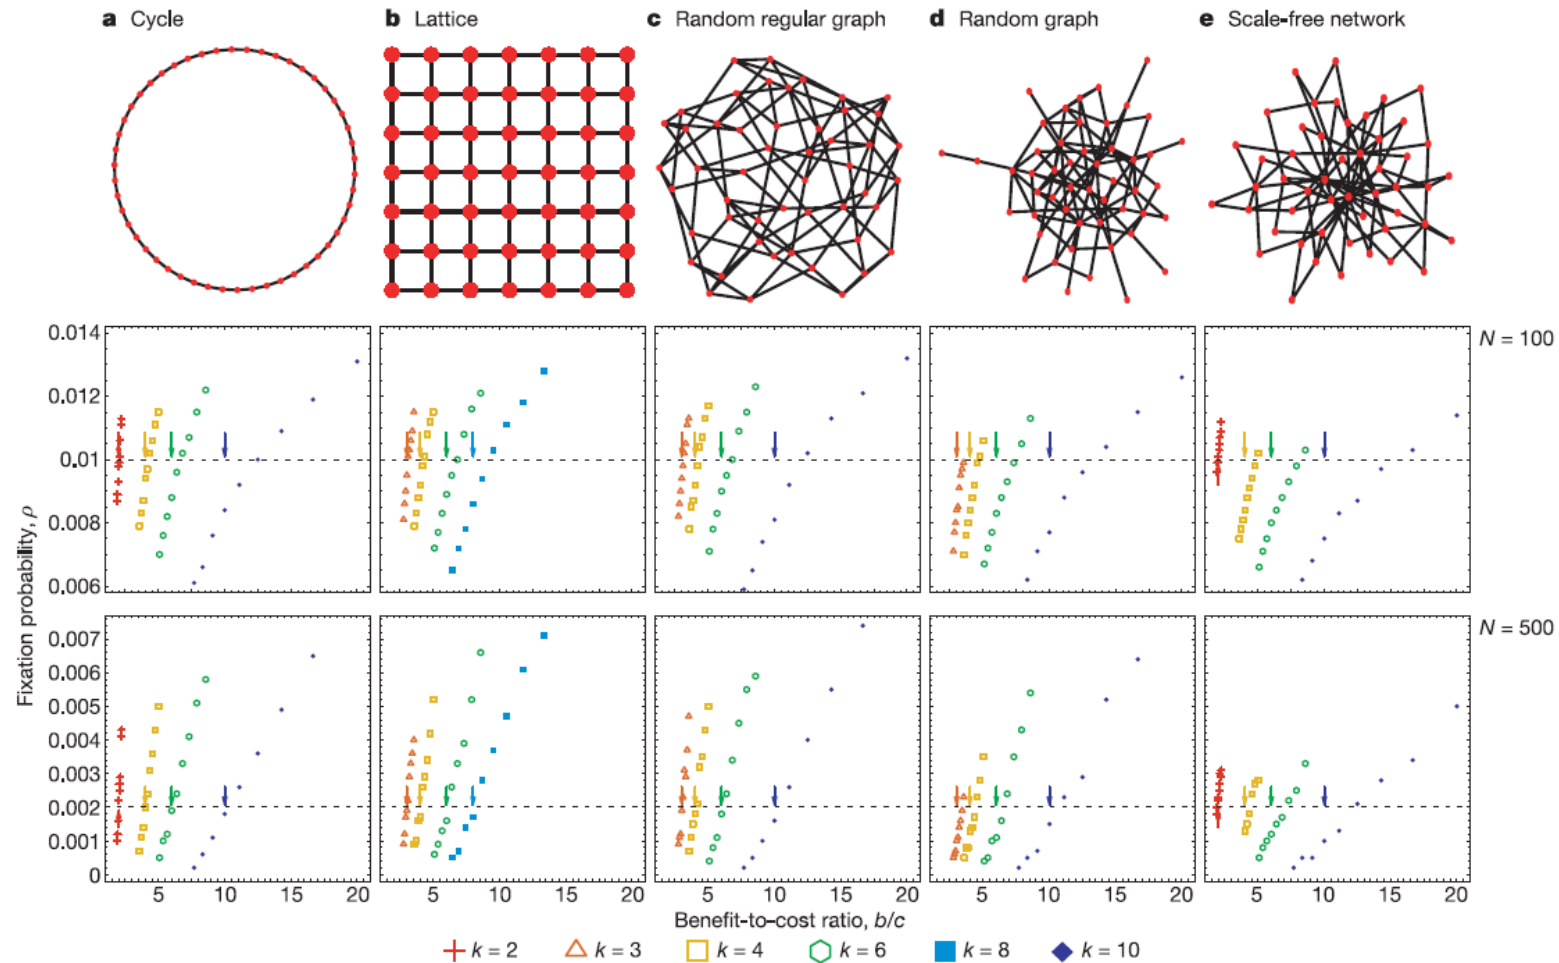 a Cycle
b Lattice
c Random regular graph
d Random graph
e Scale-free network
Fixation probability, ρ
0.014
0.012
0.01
0.008
0.006
N = 100
0.007
0.006
0.005
0.004
0.003
0.002
0.001
0
N = 500
5 10 15 20 5 10 15 20 5 10 15 20 5 10 15 20 5 10 15 20
Benefit-to-cost ratio, b/c
k = 2 k = 3 k = 4 k = 6 k = 8 k = 10